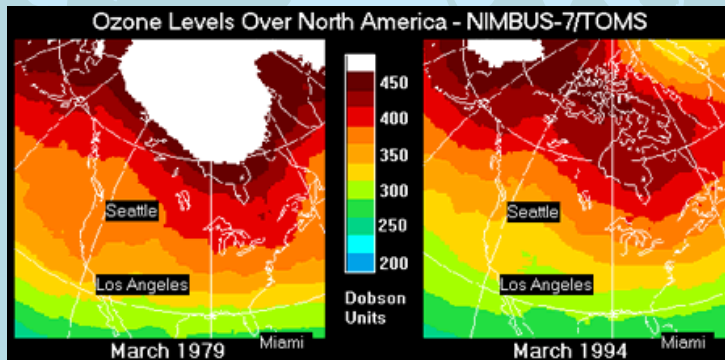 Ozone Levels Over North America - NIMBUS-7/TOMS
Seattle
Los Angeles
Miami
March 1979
450
400
350
300
250
200
Dobson
Units
Seattle
Los Angeles
Miami
March 1994